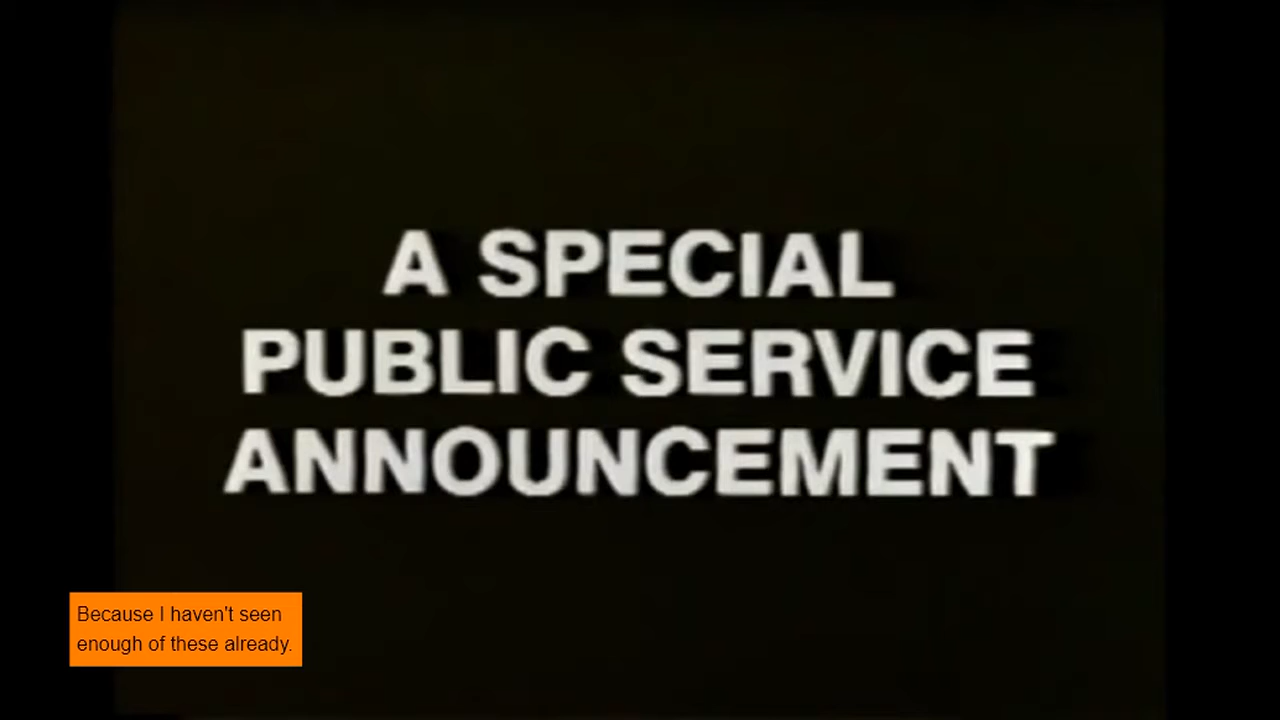 A SPECIAL
PUBLIC SERVICE
ANNOUNCEMENT
Because I haven't seen
enough of these already.